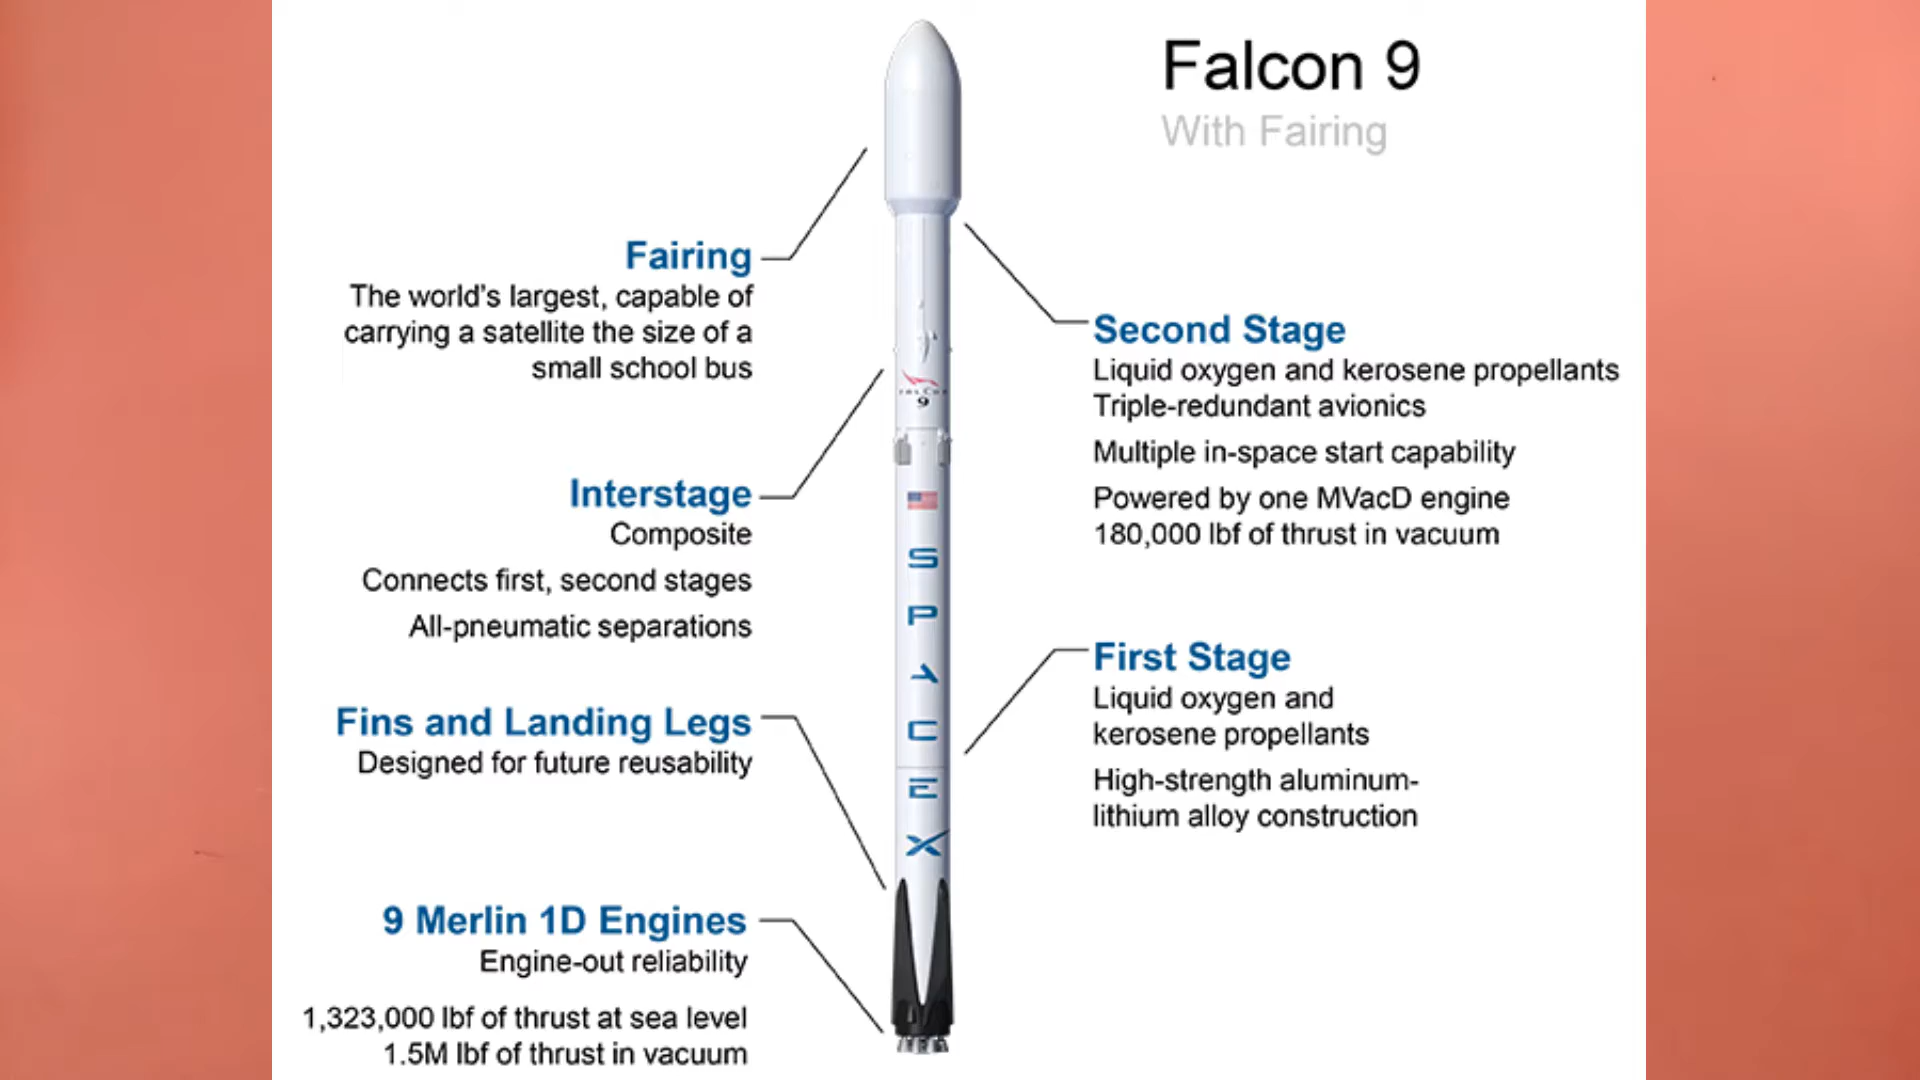 Falcon 9
With Fairing
Fairing
The world's largest, capable of
carrying a satellite the size of a
small school bus
Interstage
Composite
Connects first, second stages
All-pneumatic separations
Fins and Landing Legs
Designed for future reusability
9 Merlin 1D Engines
Engine-out reliability
1,323,000 lbf of thrust at sea level
1.5M lbf of thrust in vacuum
FALCON
9
S
P
A
C
E
X
Second Stage
Liquid oxygen and kerosene propellants
Triple-redundant avionics
Multiple in-space start capability
Powered by one MVacD engine
180,000 lbf of thrust in vacuum
First Stage
Liquid oxygen and
kerosene propellants
High-strength aluminum-
lithium alloy construction